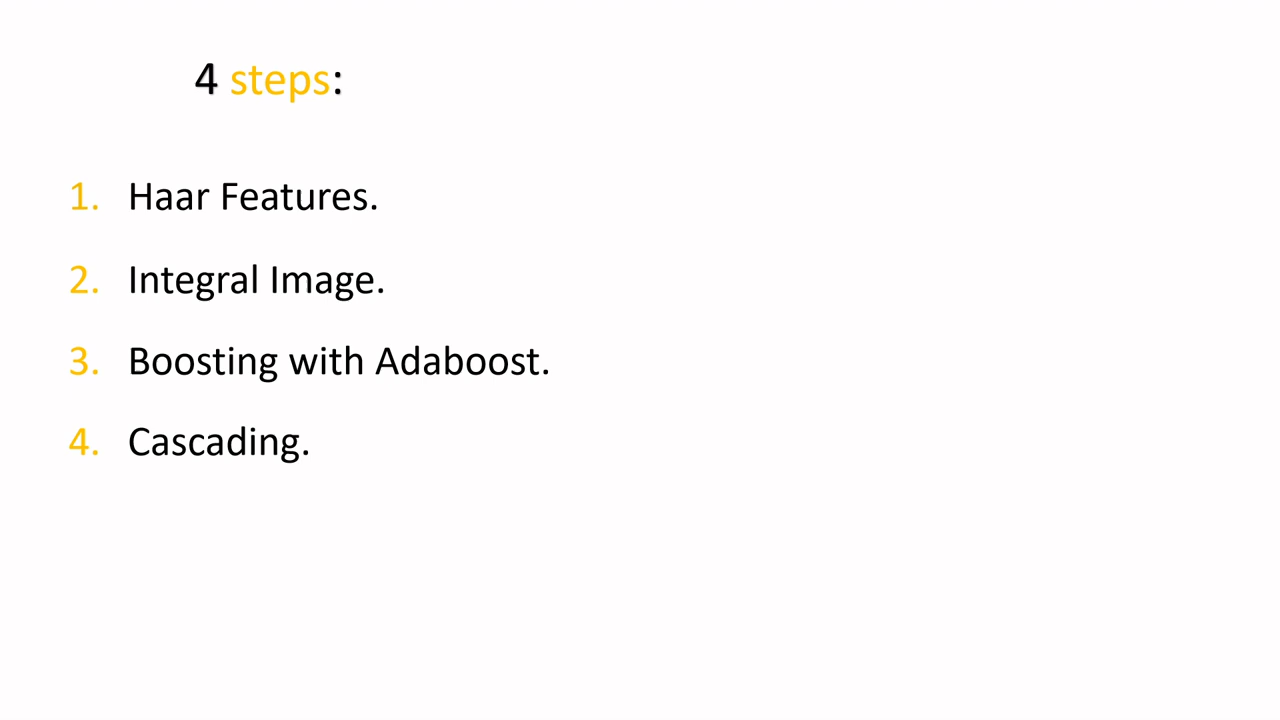 4 steps:
1. Haar Features.
2. Integral Image.
3. Boosting with Adaboost.
4. Cascading.